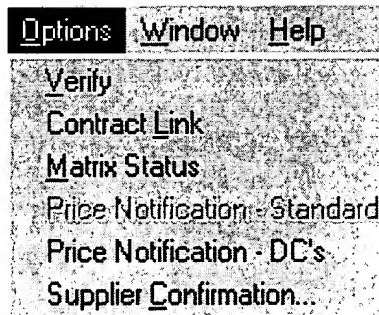 Options Window Help
Verify
Contract Link
Matrix Status
Price Notification - Standard
Price Notification - DC's
Supplier Confirmation...